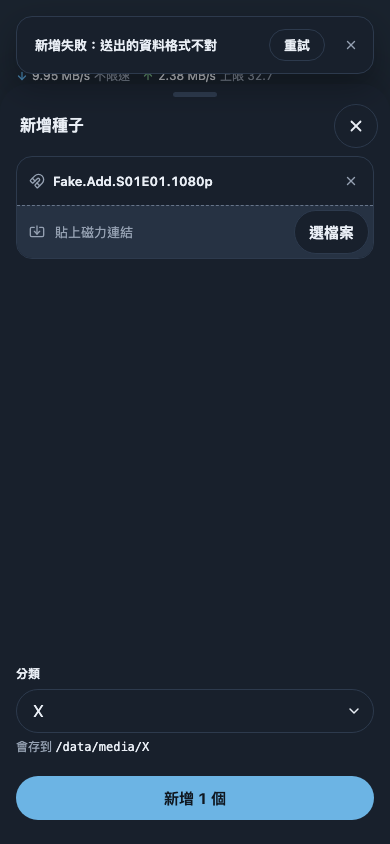 新增失敗：送出的資料格式不對 重試
9.95 MB/s 不限速 2.38 MB/s 上限 32.7
新增種子
Fake.Add.S01E01.1080p
貼上磁力連結 選檔案
分類
X
會存到 /data/media/X
新增 1 個